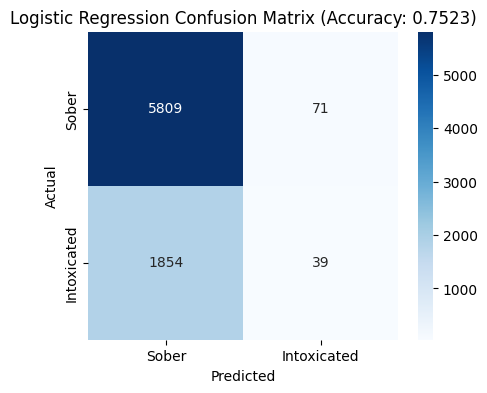 Logistic Regression Confusion Matrix (Accuracy: 0.7523)
Sober
5809
71
5000
4000
Actual
3000
Intoxicated
1854
39
2000
1000
Sober
Intoxicated
Predicted